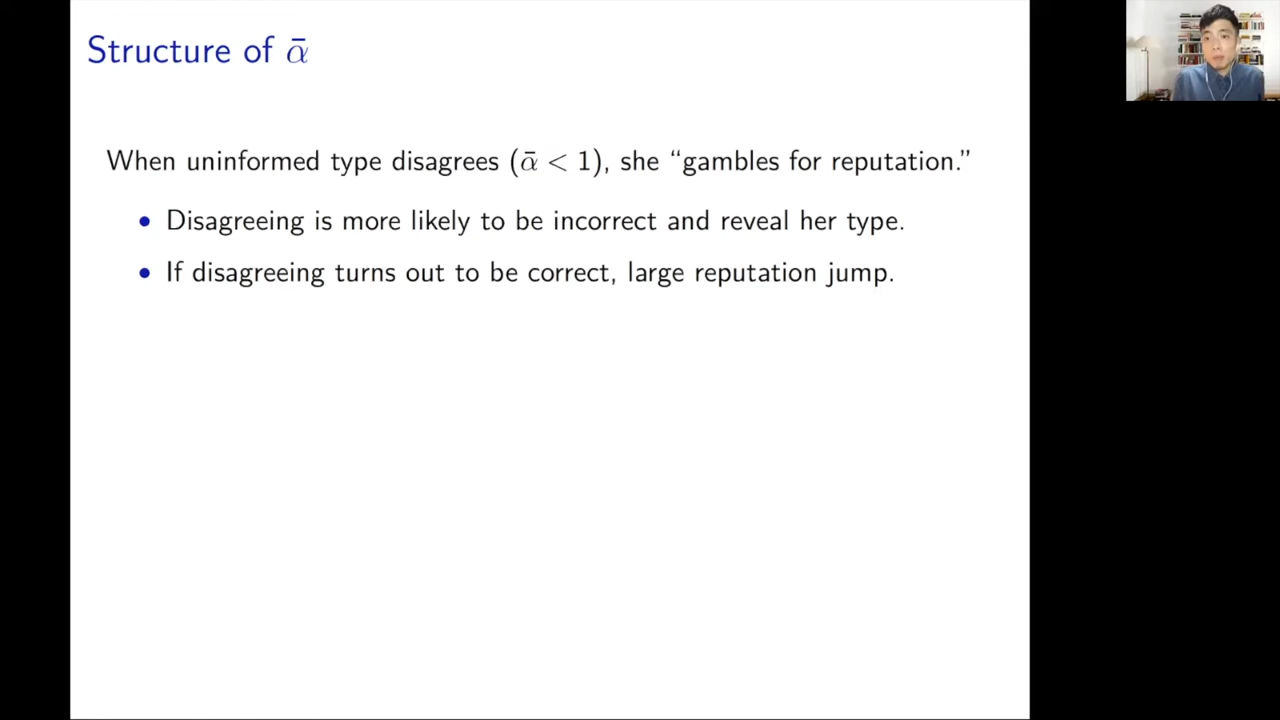 Structure of ᾱ
When uninformed type disagrees (ᾱ < 1), she “gambles for reputation.”
• Disagreeing is more likely to be incorrect and reveal her type.
• If disagreeing turns out to be correct, large reputation jump.